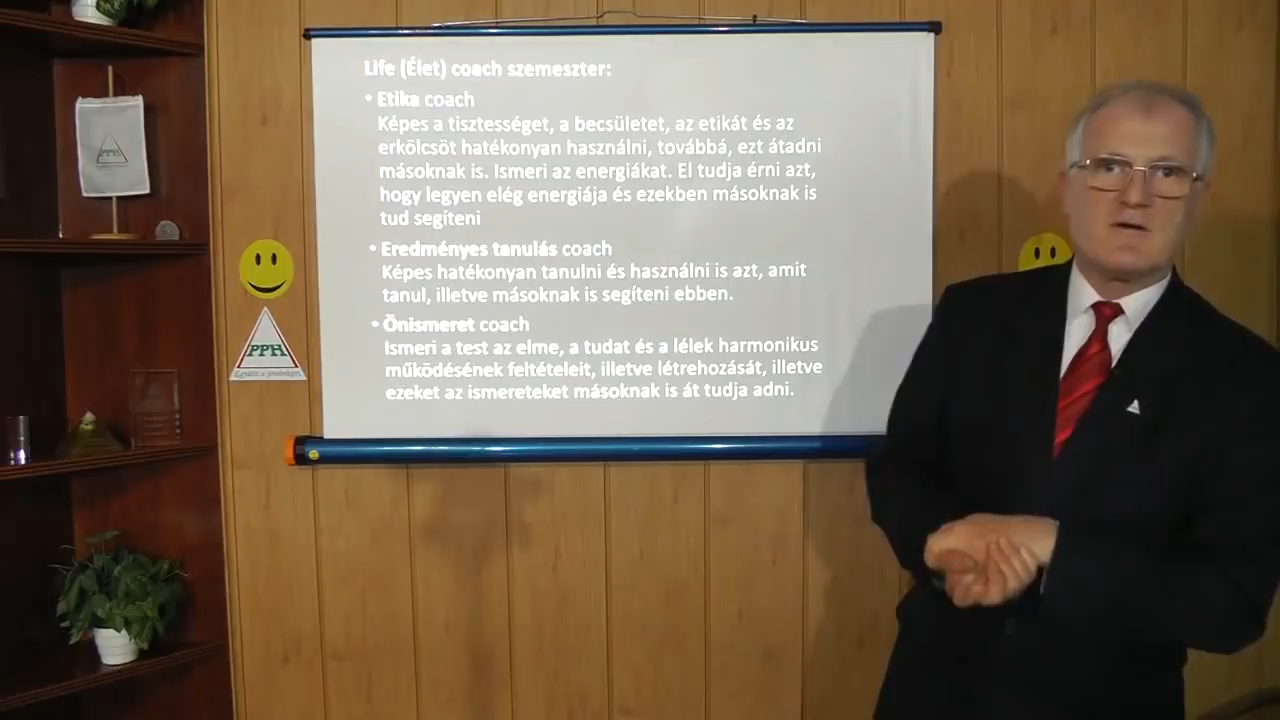 Life (Élet) coach szemeszter:
• Etika coach
Képes a tisztességet, a becsületet, az etikát és az
erkölcsöt hatékonyan használni, továbbá, ezt átadni
másoknak is. Ismeri az energiákat. El tudja érni azt,
hogy legyen elég energiája és ezekben másoknak is
tud segíteni
• Eredményes tanulás coach
Képes hatékonyan tanulni és használni is azt, amit
tanul, illetve másoknak is segíteni ebben.
• Önismeret coach
Ismeri a test az elme, a tudat és a lélek harmonikus
működésének feltételeit, illetve létrehozását, illetve
ezeket az ismereteket másoknak is át tudja adni.
PPH
PPH